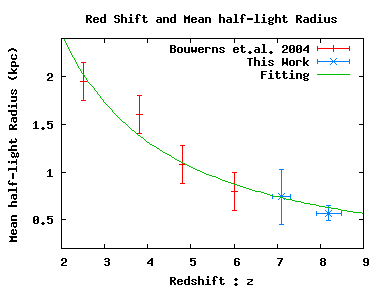 Red Shift and Mean half-light Radius
Bouwerns et.al. 2004
This Work
Fitting
Mean half-light Radius (kpc)
2
1.5
1
0.5
2 3 4 5 6 7 8 9
Redshift : z